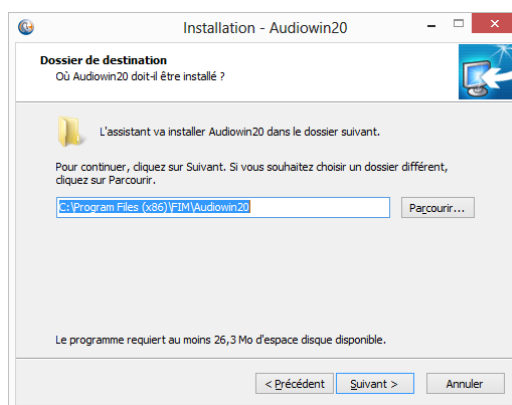 Installation - Audiowin20
Dossier de destination
Où Audiowin20 doit-il être installé ?
L'assistant va installer Audiowin20 dans le dossier suivant.
Pour continuer, cliquez sur Suivant. Si vous souhaitez choisir un dossier différent,
cliquez sur Parcourir.
C:\Program Files (x86)\FIM\Audiowin20
Parcourir...
Le programme requiert au moins 26,3 Mo d'espace disque disponible.
< Précédent
Suivant >
Annuler